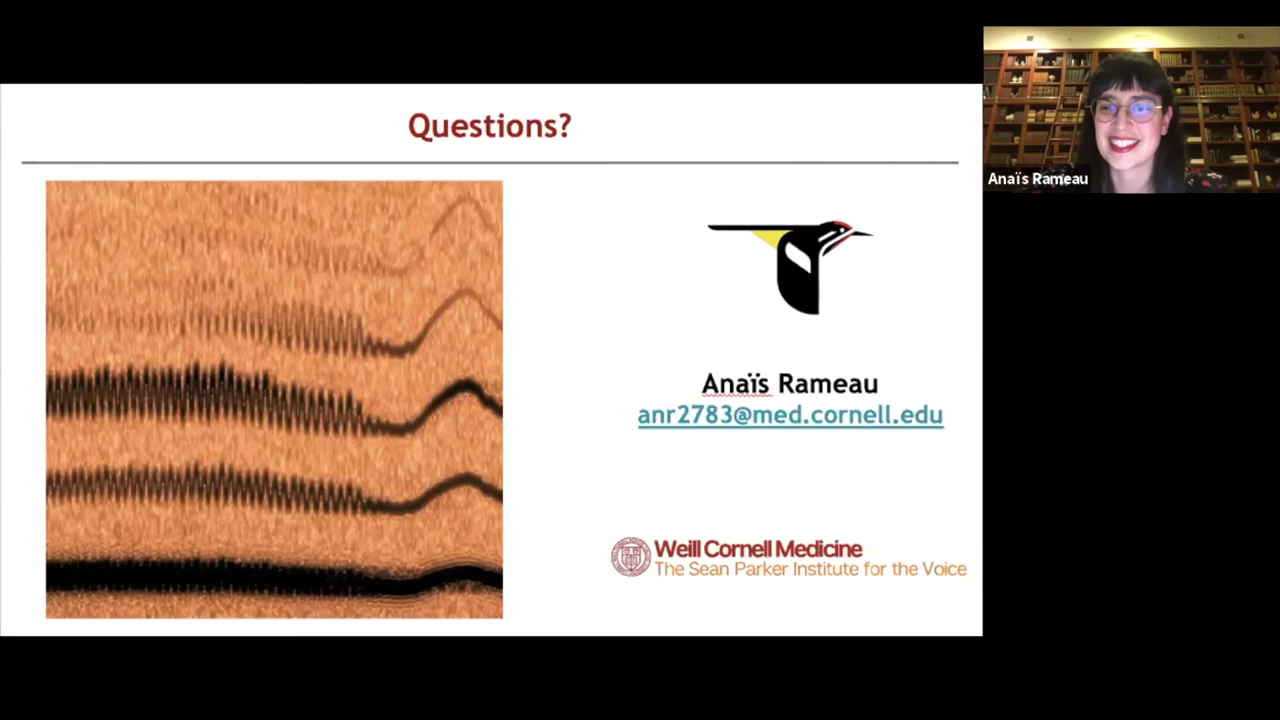 Questions?
Anaïs Rameau
Anaïs Rameau
anr2783@med.cornell.edu
Weill Cornell Medicine
The Sean Parker Institute for the Voice